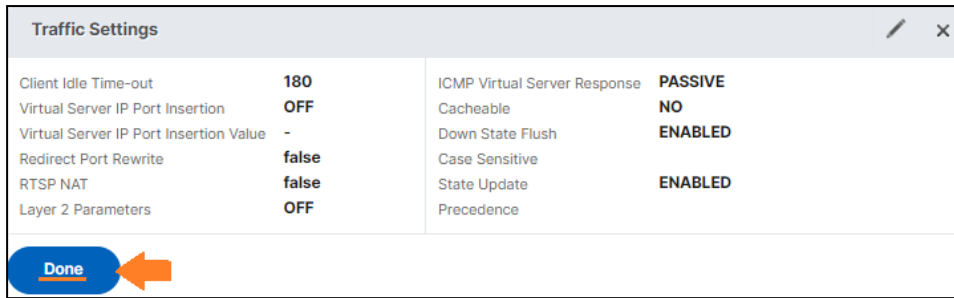 Traffic Settings
Client Idle Time-out 180
Virtual Server IP Port Insertion OFF
Virtual Server IP Port Insertion Value -
Redirect Port Rewrite false
RTSP NAT false
Layer 2 Parameters OFF
ICMP Virtual Server Response PASSIVE
Cacheable NO
Down State Flush ENABLED
Case Sensitive
State Update ENABLED
Precedence
Done